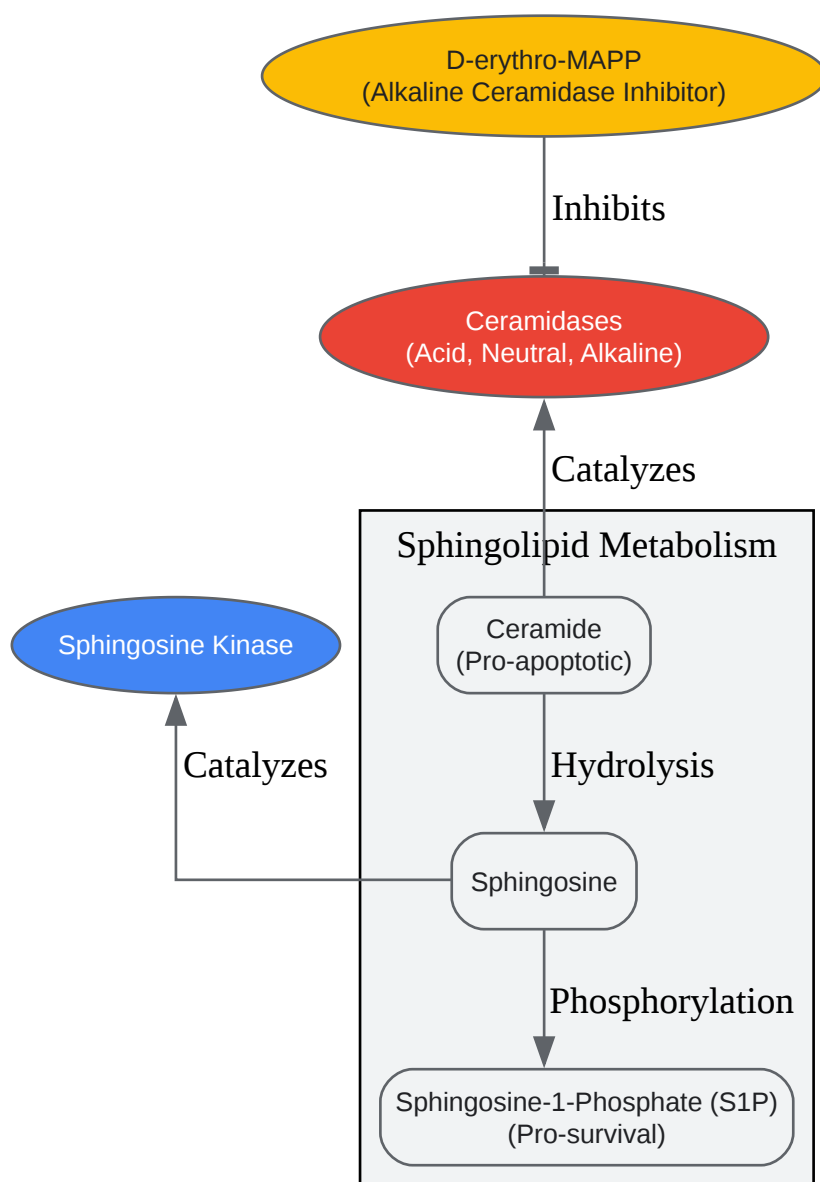 D-erythro-MAPP
(Alkaline Ceramidase Inhibitor)
Inhibits
Ceramidases
(Acid, Neutral, Alkaline)
Catalyzes
Sphingolipid Metabolism
Ceramide
(Pro-apoptotic)
Sphingosine Kinase
Catalyzes
Hydrolysis
Sphingosine
Phosphorylation
Sphingosine-1-Phosphate (S1P)
(Pro-survival)